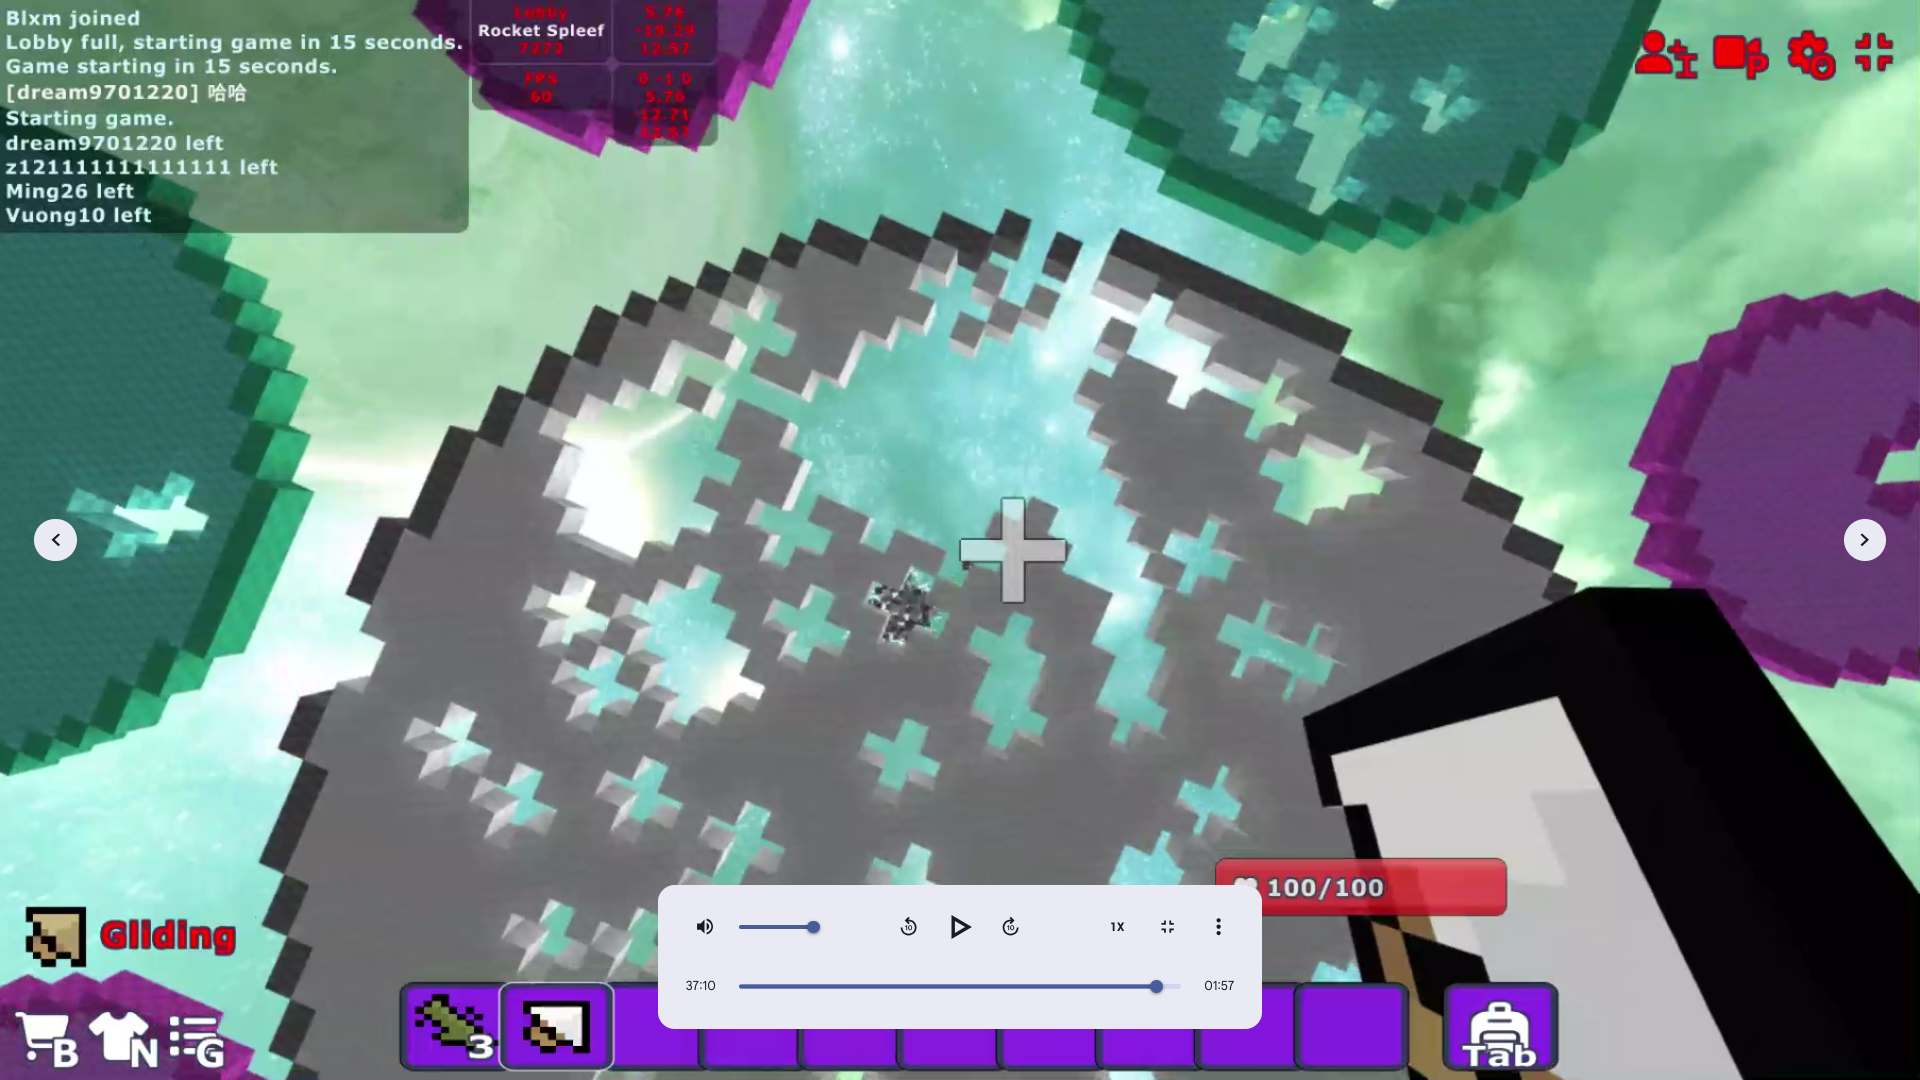 Blxm joined
Lobby full, starting game in 15 seconds.
Game starting in 15 seconds.
[dream9701220] 哈哈
Starting game.
dream9701220 left
z121111111111111 left
Ming26 left
Vuong10 left
Lobby
Rocket Spleef
7272
FPS
60
5.76
-19.29
12.57
0 -1 0
5.76
12.71
12.57
I
P
O
100/100
Gliding
10
10
1X
37:10
01:57
B
N
G
3
Tab